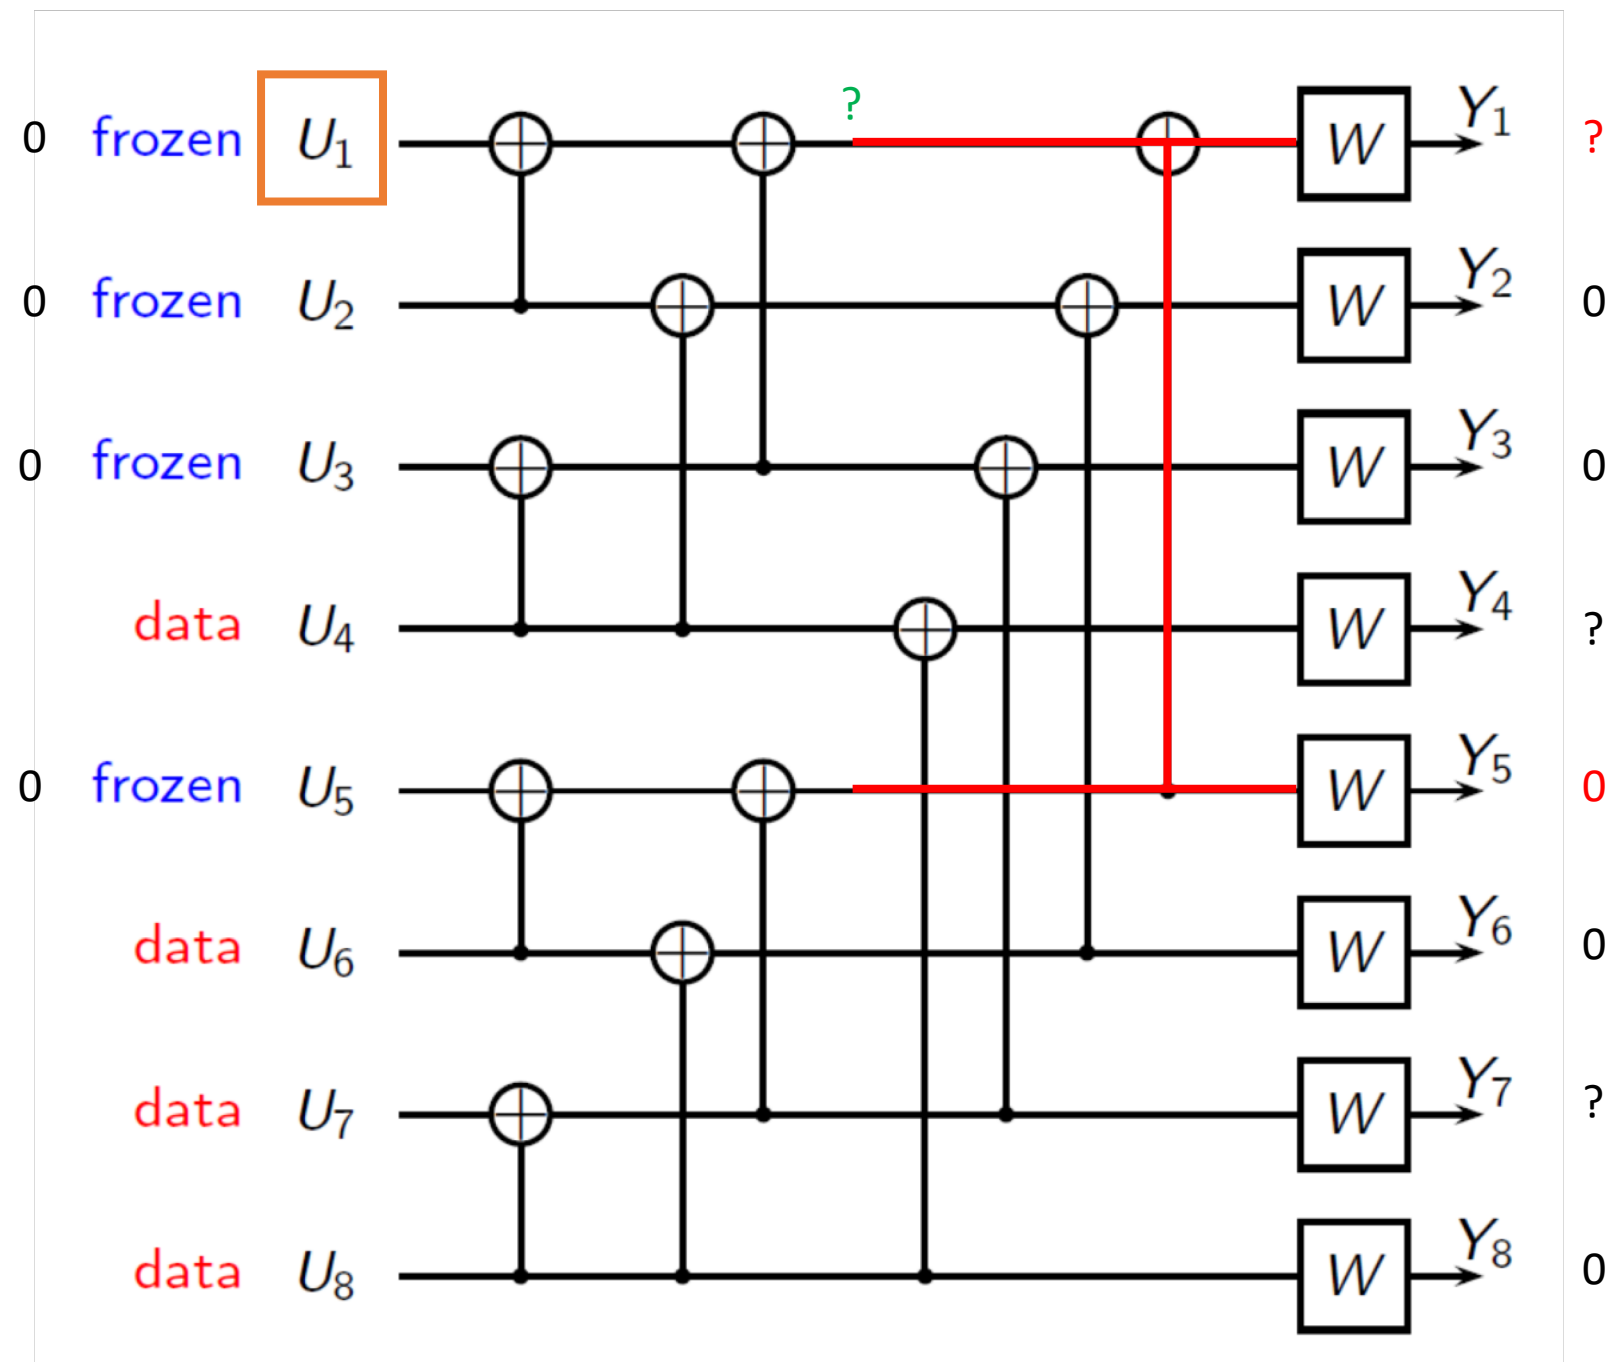 ?
0 frozen U1 W Y1 ?
0 frozen U2 W Y2 0
0 frozen U3 W Y3 0
data U4 W Y4 ?
0 frozen U5 W Y5 0
data U6 W Y6 0
data U7 W Y7 ?
data U8 W Y8 0